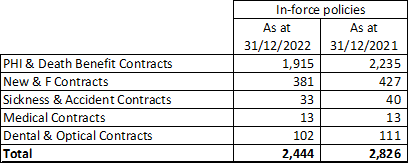 In-force policies
As at As at
31/12/2022 31/12/2021
PHI & Death Benefit Contracts 1,915 2,235
New & F Contracts 381 427
Sickness & Accident Contracts 33 40
Medical Contracts 13 13
Dental & Optical Contracts 102 111
Total 2,444 2,826